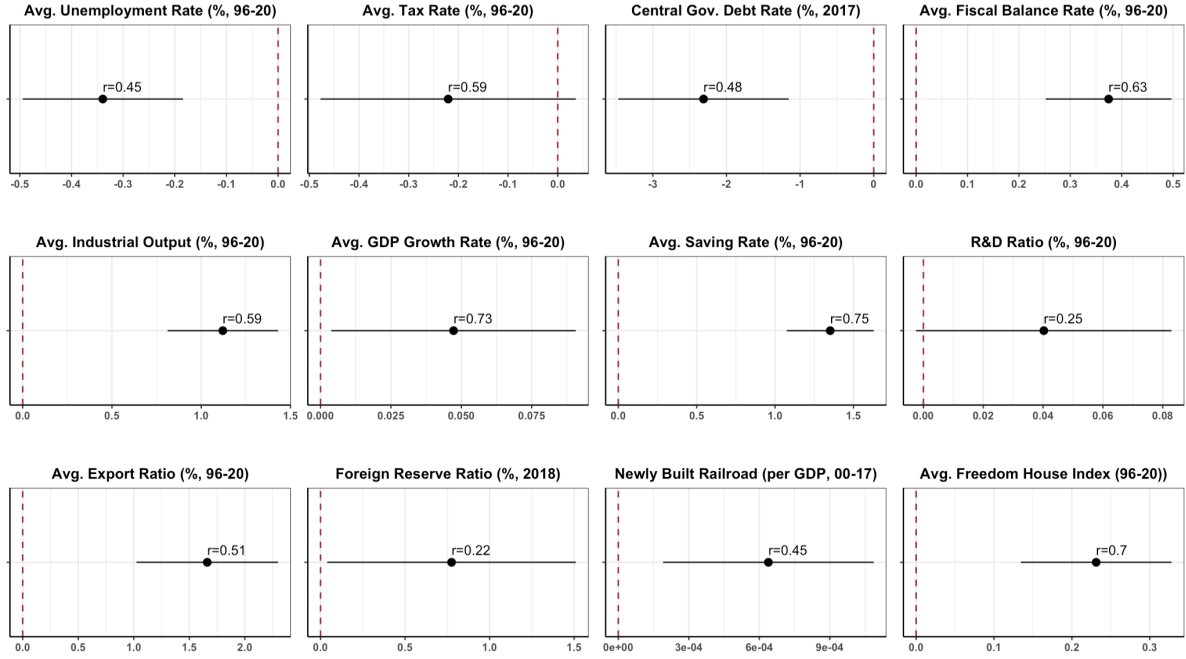 Avg. Unemployment Rate (%, 96-20) Avg. Tax Rate (%, 96-20) Central Gov. Debt Rate (%, 2017) Avg. Fiscal Balance Rate (%, 96-20)
r=0.45 r=0.59 r=0.48 r=0.63
-0.5 -0.4 -0.3 -0.2 -0.1 0.0 -0.5 -0.4 -0.3 -0.2 -0.1 0.0 -3 -2 -1 0 0.0 0.1 0.2 0.3 0.4 0.5
Avg. Industrial Output (%, 96-20) Avg. GDP Growth Rate (%, 96-20) Avg. Saving Rate (%, 96-20) R&D Ratio (%, 96-20)
r=0.59 r=0.73 r=0.75 r=0.25
0.0 0.5 1.0 1.5 0.000 0.025 0.050 0.075 0.0 0.5 1.0 1.5 0.00 0.02 0.04 0.06 0.08
Avg. Export Ratio (%, 96-20) Foreign Reserve Ratio (%, 2018) Newly Built Railroad (per GDP, 00-17) Avg. Freedom House Index (96-20))
r=0.51 r=0.22 r=0.45 r=0.7
0.0 0.5 1.0 1.5 2.0 0.0 0.5 1.0 1.5 0e+00 3e-04 6e-04 9e-04 0.0 0.1 0.2 0.3